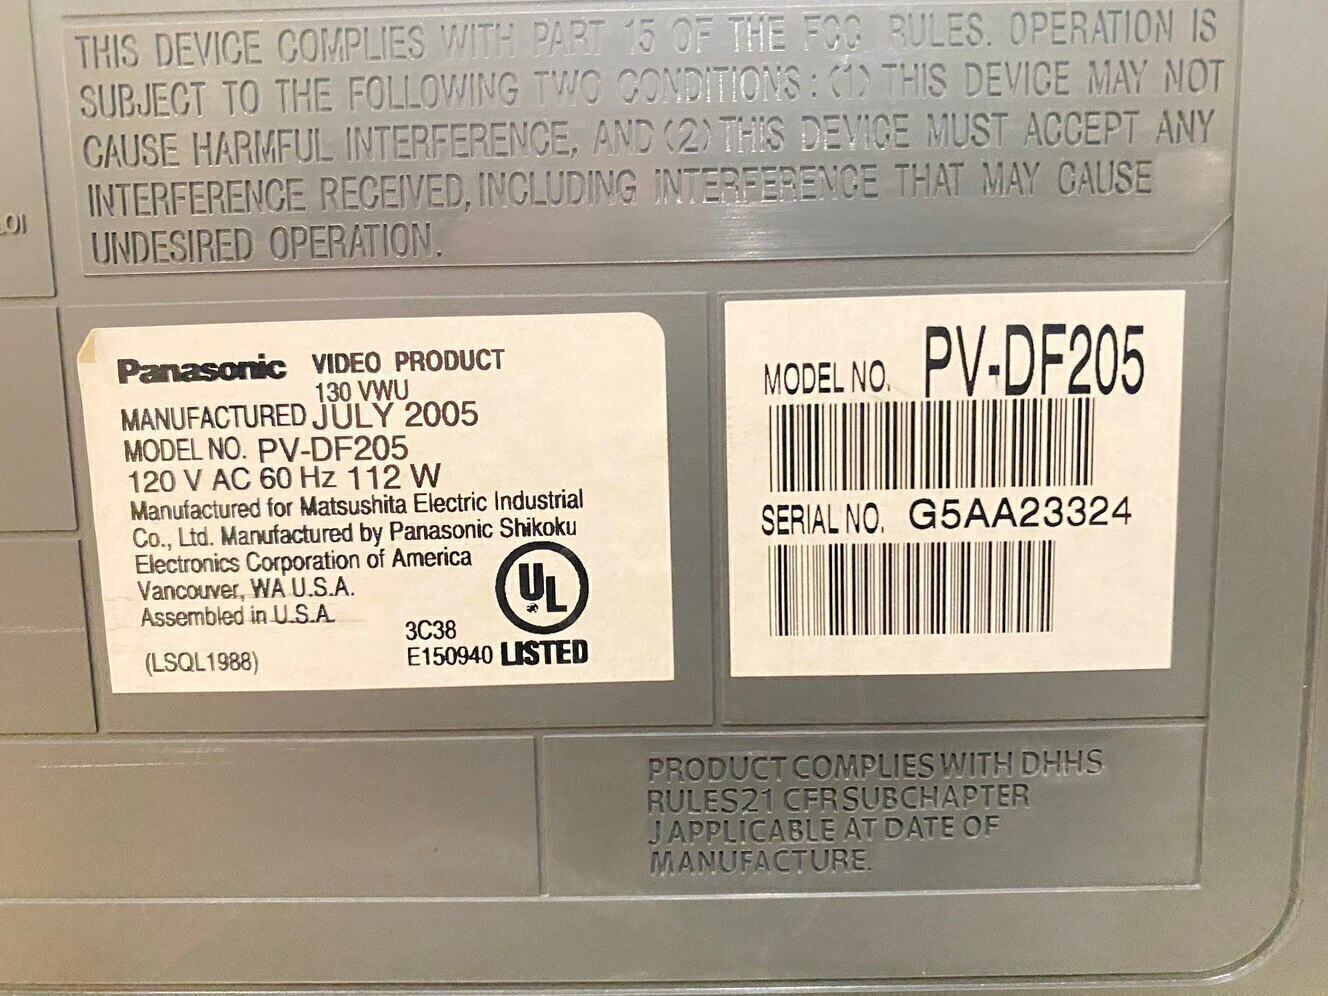 THIS DEVICE COMPLIES WITH PART 15 OF THE FCC RULES. OPERATION IS
SUBJECT TO THE FOLLOWING TWO CONDITIONS : (1) THIS DEVICE MAY NOT
CAUSE HARMFUL INTERFERENCE, AND (2) THIS DEVICE MUST ACCEPT ANY
INTERFERENCE RECEIVED, INCLUDING INTERFERENCE THAT MAY CAUSE
UNDESIRED OPERATION.
Panasonic VIDEO PRODUCT
130 VWU
MANUFACTURED JULY 2005
MODEL NO. PV-DF205
120 V AC 60 Hz 112 W
Manufactured for Matsushita Electric Industrial
Co., Ltd. Manufactured by Panasonic Shikoku
Electronics Corporation of America
Vancouver, WA U.S.A.
Assembled in U.S.A.
(LSQL1988)
3C38
E150940
UL
LISTED
MODEL NO. PV-DF205
SERIAL NO. G5AA23324
PRODUCT COMPLIES WITH DHHS
RULES 21 CFR SUBCHAPTER
J APPLICABLE AT DATE OF
MANUFACTURE.